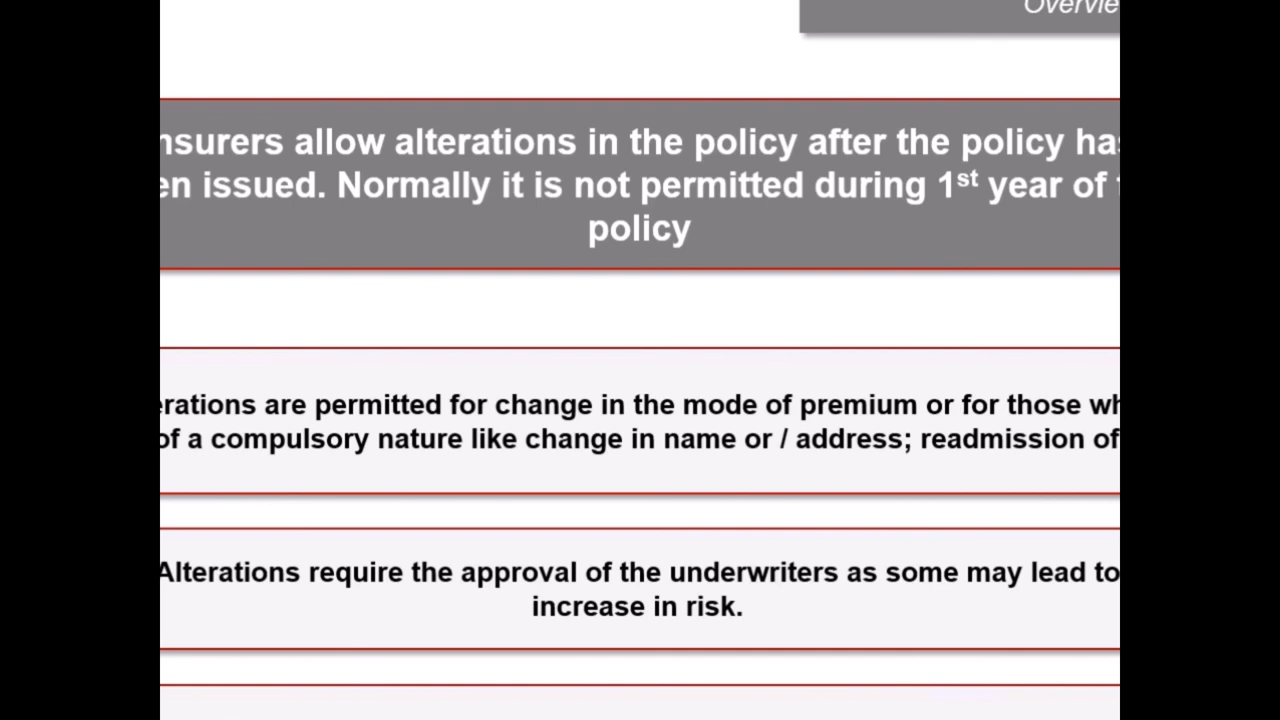 Overvie
nsurers allow alterations in the policy after the policy has
en issued. Normally it is not permitted during 1st year of
policy
erations are permitted for change in the mode of premium or for those wh
of a compulsory nature like change in name or / address; readmission of
Alterations require the approval of the underwriters as some may lead to
increase in risk.